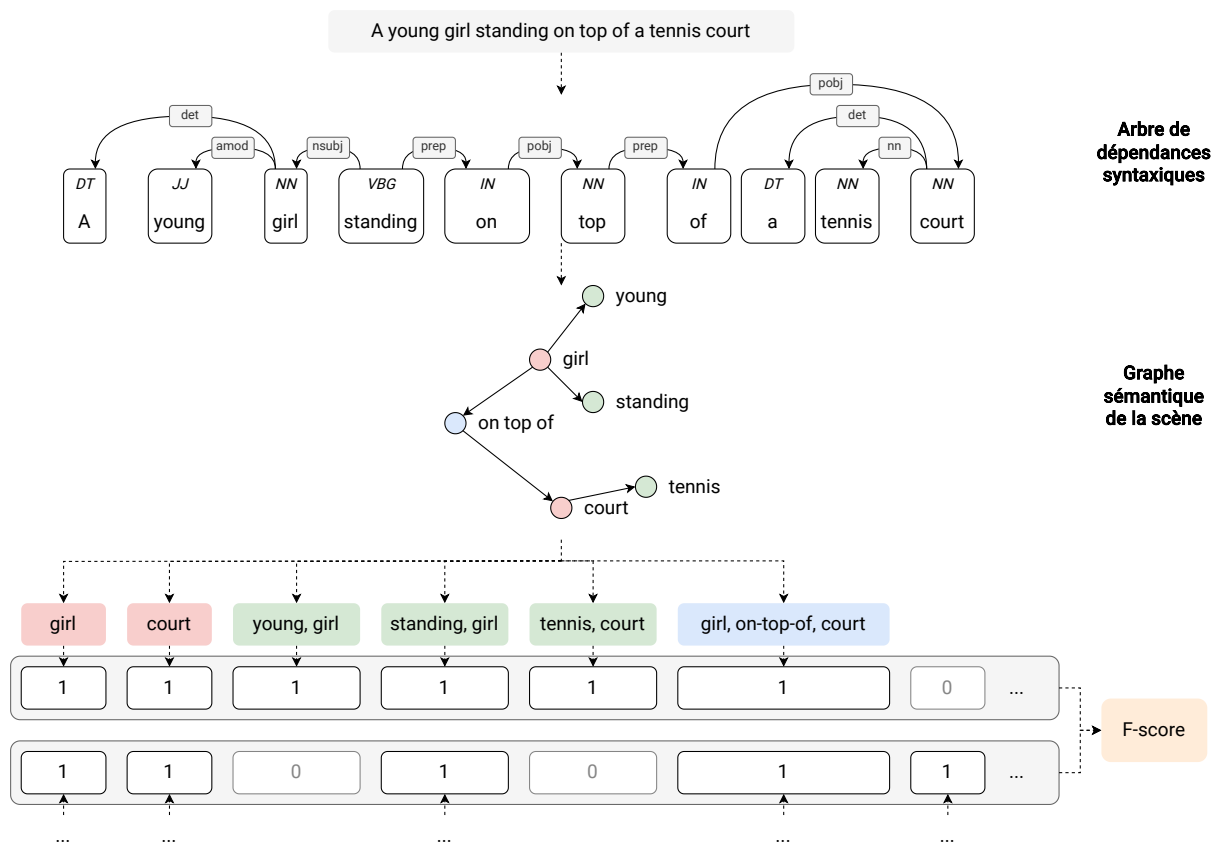 A young girl standing on top of a tennis court
pobj
det det
amod nsubj prep pobj prep nn
Arbre de
dépendances
syntaxiques
DT JJ NN VBG IN NN IN DT NN NN
A young girl standing on top of a tennis court
young
girl
standing
on top of
tennis
court
Graphe
sémantique
de la scène
girl court young, girl standing, girl tennis, court girl, on-top-of, court
1 1 1 1 1 1 0 ...
F-score
1 1 0 1 0 1 1 ...
... ... ... ... ...